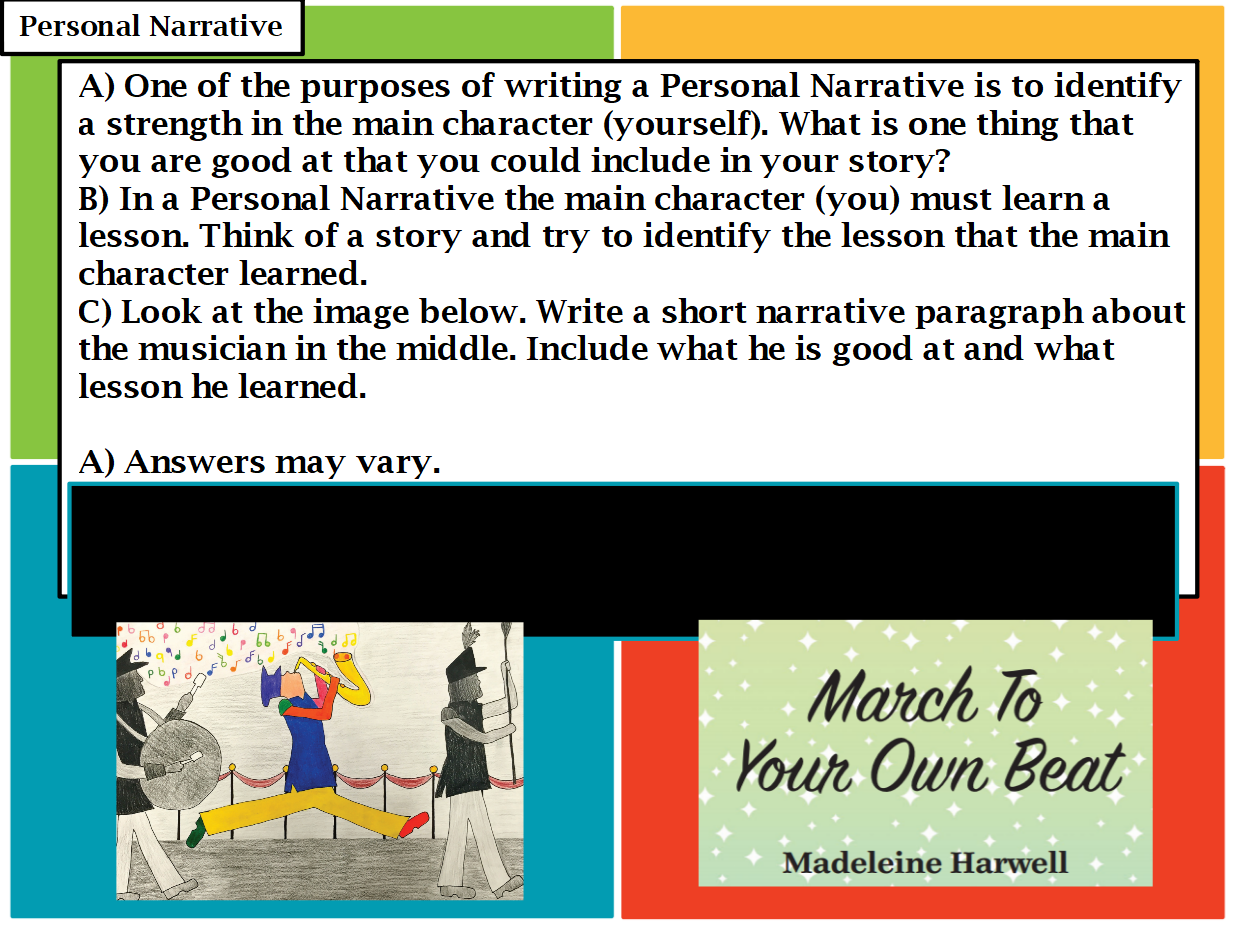 Personal Narrative
A) One of the purposes of writing a Personal Narrative is to identify
a strength in the main character (yourself). What is one thing that
you are good at that you could include in your story?
B) In a Personal Narrative the main character (you) must learn a
lesson. Think of a story and try to identify the lesson that the main
character learned.
C) Look at the image below. Write a short narrative paragraph about
the musician in the middle. Include what he is good at and what
lesson he learned.
A) Answers may vary.
March To
Your Own Beat
Madeleine Harwell